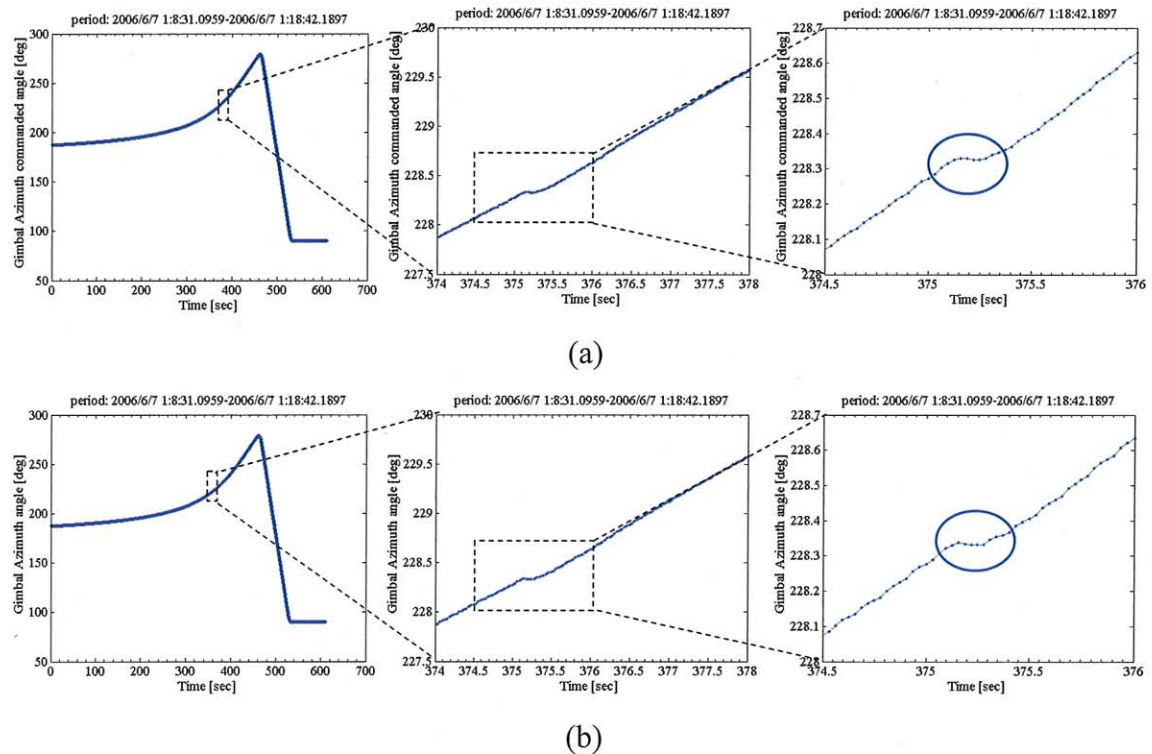 period: 2006/6/7 1:8:31.0959-2006/6/7 1:18:42.1897
Gimbal Azimuth commanded angle [deg]
300
250
200
150
100
50
0 100 200 300 400 500 600 700
Time [sec]
period: 2006/6/7 1:8:31.0959-2006/6/7 1:18:42.1897
Gimbal Azimuth commanded angle [deg]
230
229.5
229
228.5
228
227.5
374 374.5 375 375.5 376 376.5 377 377.5 378
Time [sec]
period: 2006/6/7 1:8:31.0959-2006/6/7 1:18:42.1897
Gimbal Azimuth commanded angle [deg]
228.7
228.6
228.5
228.4
228.3
228.2
228.1
228
374.5 375 375.5 376
Time [sec]
(a)
period: 2006/6/7 1:8:31.0959-2006/6/7 1:18:42.1897
Gimbal Azimuth angle [deg]
300
250
200
150
100
50
0 100 200 300 400 500 600 700
Time [sec]
period: 2006/6/7 1:8:31.0959-2006/6/7 1:18:42.1897
Gimbal Azimuth angle [deg]
230
229.5
229
228.5
228
227.5
374 374.5 375 375.5 376 376.5 377 377.5 378
Time [sec]
period: 2006/6/7 1:8:31.0959-2006/6/7 1:18:42.1897
Gimbal Azimuth angle [deg]
228.7
228.6
228.5
228.4
228.3
228.2
228.1
228
374.5 375 375.5 376
Time [sec]
(b)